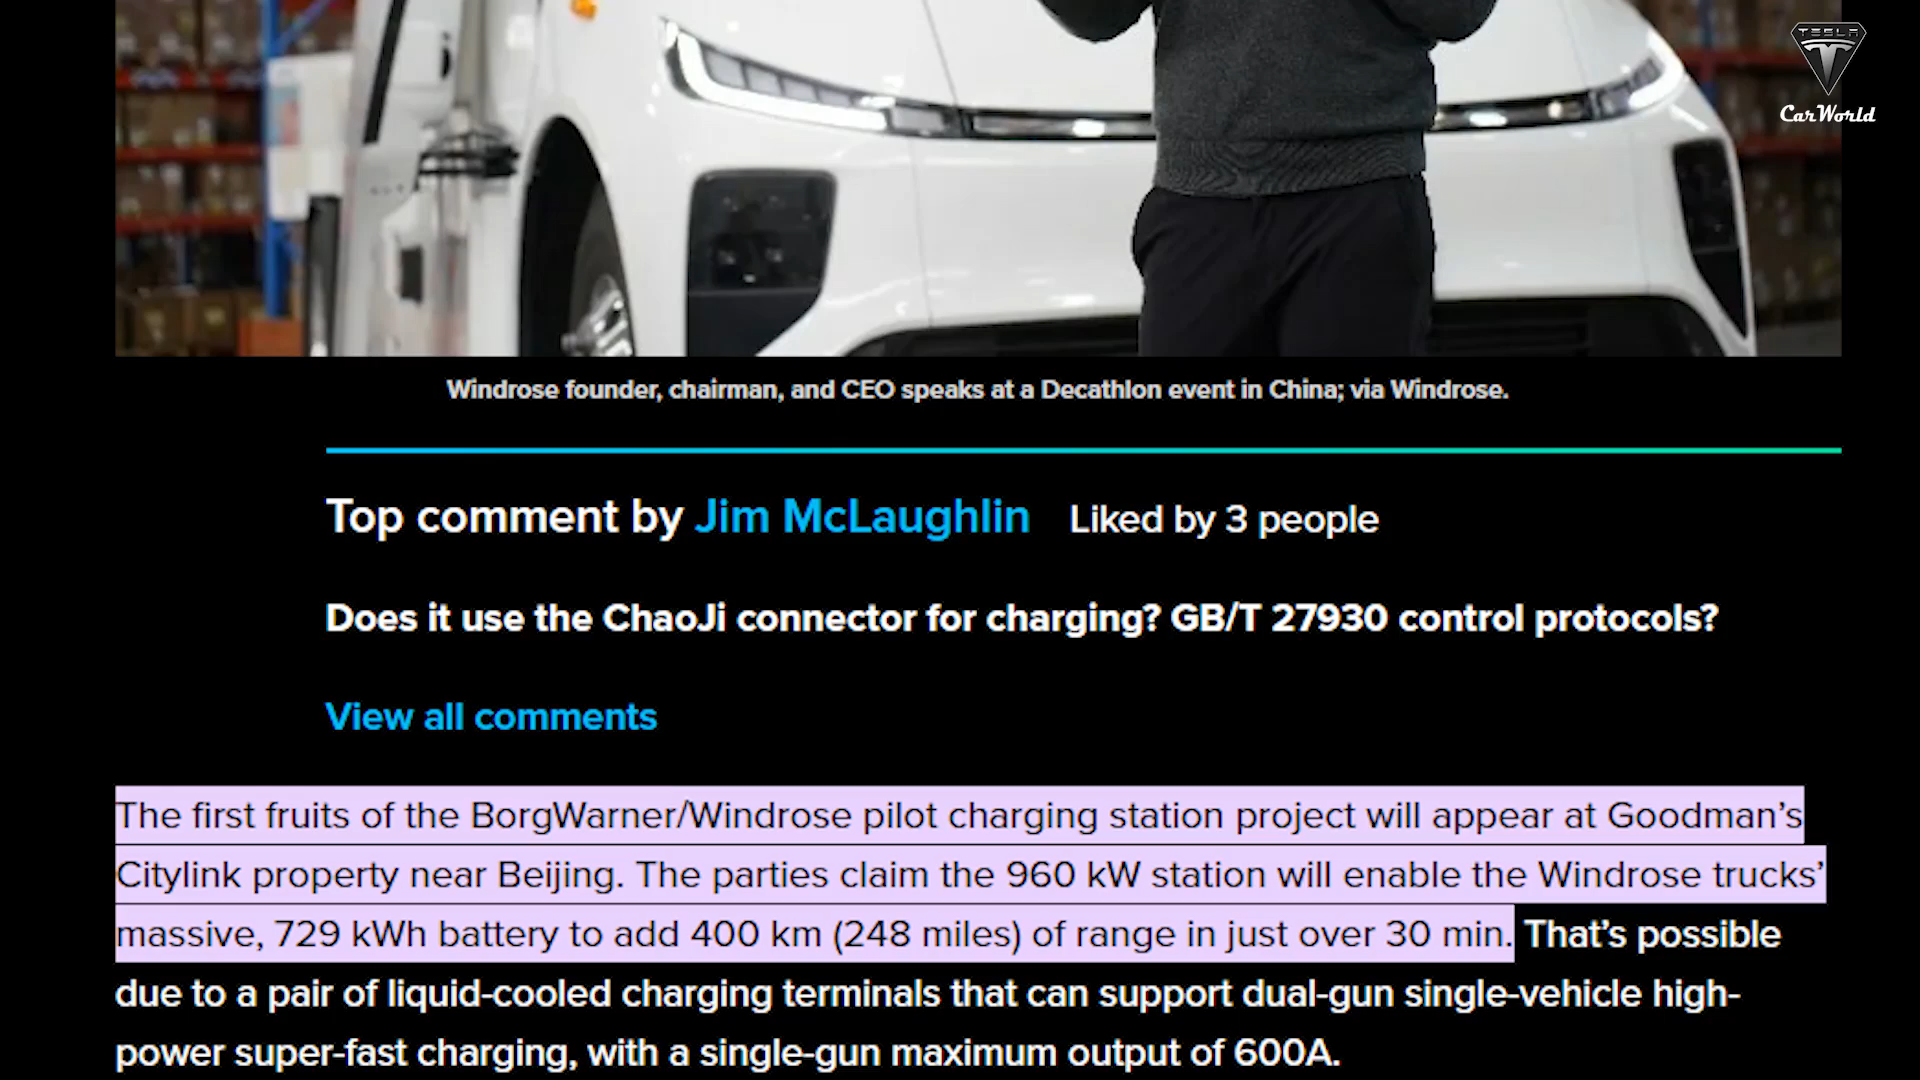 TESLA
CarWorld
Windrose founder, chairman, and CEO speaks at a Decathlon event in China; via Windrose.
Top comment by Jim McLaughlin Liked by 3 people
Does it use the ChaoJi connector for charging? GB/T 27930 control protocols?
View all comments
The first fruits of the BorgWarner/Windrose pilot charging station project will appear at Goodman’s
Citylink property near Beijing. The parties claim the 960 kW station will enable the Windrose trucks’
massive, 729 kWh battery to add 400 km (248 miles) of range in just over 30 min. That’s possible
due to a pair of liquid-cooled charging terminals that can support dual-gun single-vehicle high-
power super-fast charging, with a single-gun maximum output of 600A.